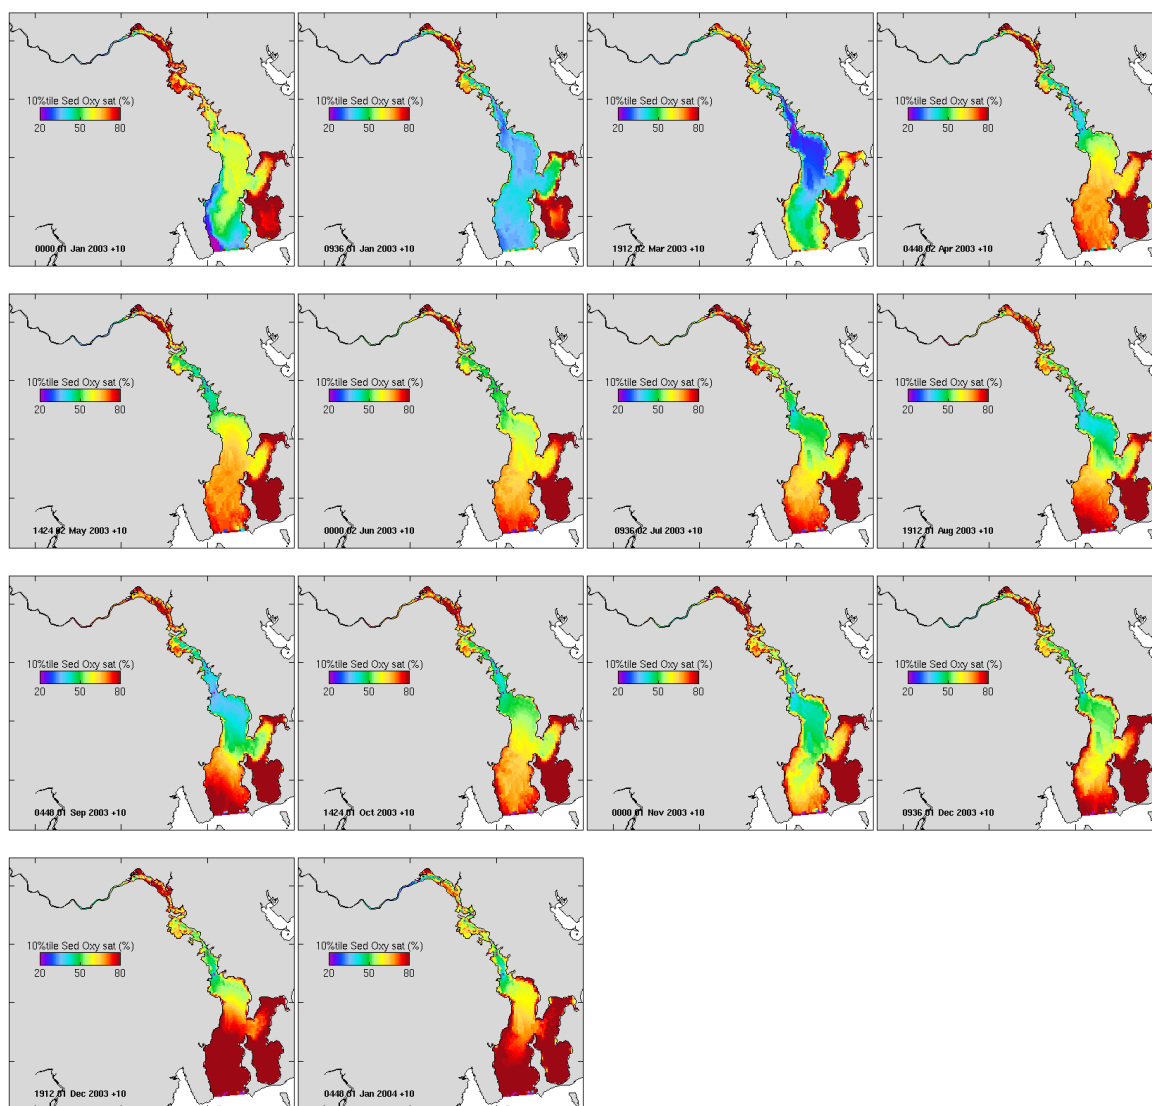 10%tile Sed Oxy sat (%)
20 50 80
0000 01 Jan 2003 +10
10%tile Sed Oxy sat (%)
20 50 80
0936 01 Jan 2003 +10
10%tile Sed Oxy sat (%)
20 50 80
1912 02 Mar 2003 +10
10%tile Sed Oxy sat (%)
20 50 80
0448 02 Apr 2003 +10
10%tile Sed Oxy sat (%)
20 50 80
1424 02 May 2003 +10
10%tile Sed Oxy sat (%)
20 50 80
0000 02 Jun 2003 +10
10%tile Sed Oxy sat (%)
20 50 80
0936 02 Jul 2003 +10
10%tile Sed Oxy sat (%)
20 50 80
1912 01 Aug 2003 +10
10%tile Sed Oxy sat (%)
20 50 80
0448 01 Sep 2003 +10
10%tile Sed Oxy sat (%)
20 50 80
1424 01 Oct 2003 +10
10%tile Sed Oxy sat (%)
20 50 80
0000 01 Nov 2003 +10
10%tile Sed Oxy sat (%)
20 50 80
0936 01 Dec 2003 +10
10%tile Sed Oxy sat (%)
20 50 80
1912 01 Dec 2003 +10
10%tile Sed Oxy sat (%)
20 50 80
0448 01 Jan 2004 +10